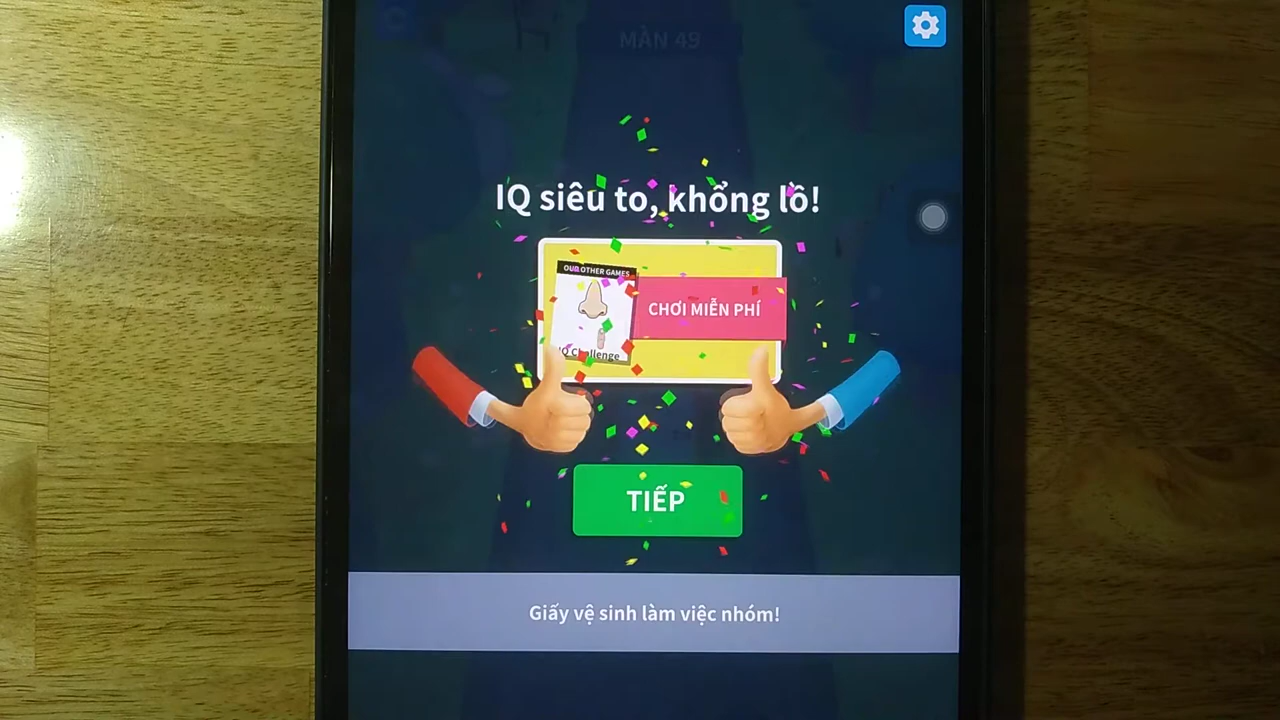 MÀN 49
IQ siêu to, khổng lồ!
OUR OTHER GAMES
CHƠI MIỄN PHÍ
IQ Challenge
TIẾP
Giấy vệ sinh làm việc nhóm!